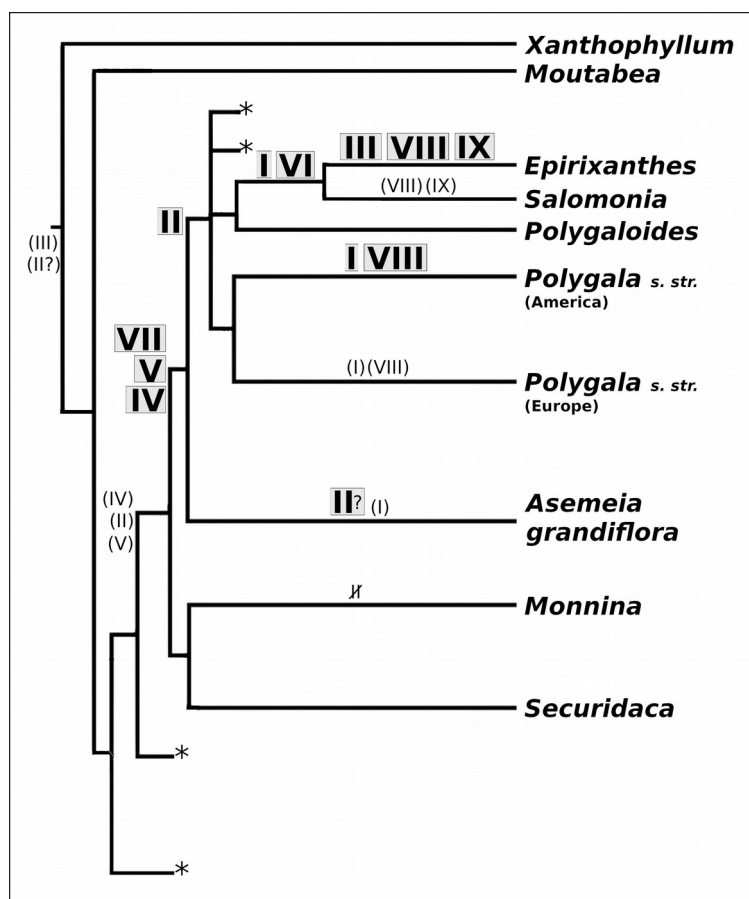 Xanthophyllum
Moutabea
*
*
III VIII IX
I VI
Epirixanthes
(VIII)(IX)
Salomonia
II
Polygaloides
(III)
(II?)
I VIII
Polygala s. str.
(America)
VII
V
IV
(I)(VIII)
Polygala s. str.
(Europe)
(IV)
(II)
(V)
II? (I)
Asemeia
grandiflora
Monnina
Securidaca
*
*